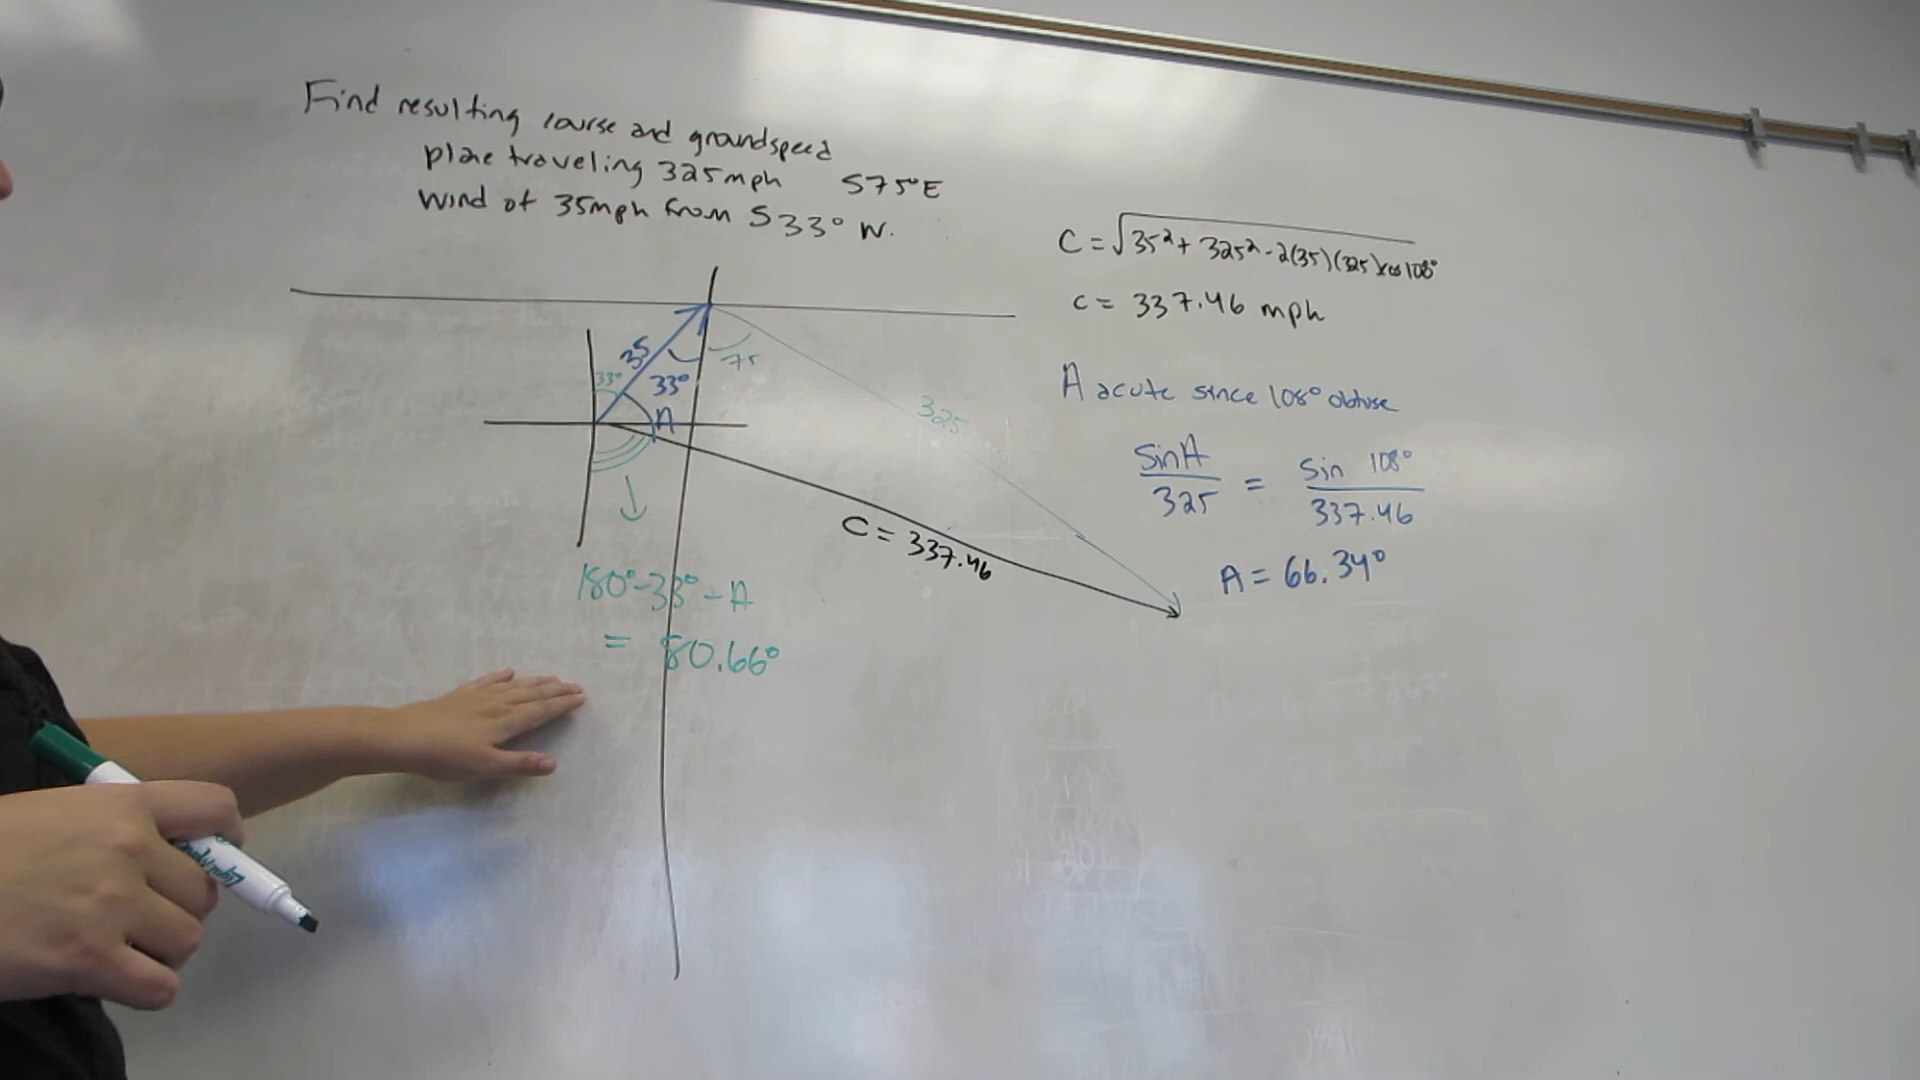 Find resulting course and groundspeed
plane traveling 325mph S75°E
wind of 35mph from S33° W.
C = √35² + 325² - 2(35)(325)cos108°
c = 337.46 mph
A acute since 108° obtuse
sinA/325 = sin 108°/337.46
A = 66.34°
35
33°
33°
75
A
325
C = 337.46
180° - 33° - A
= 80.66°